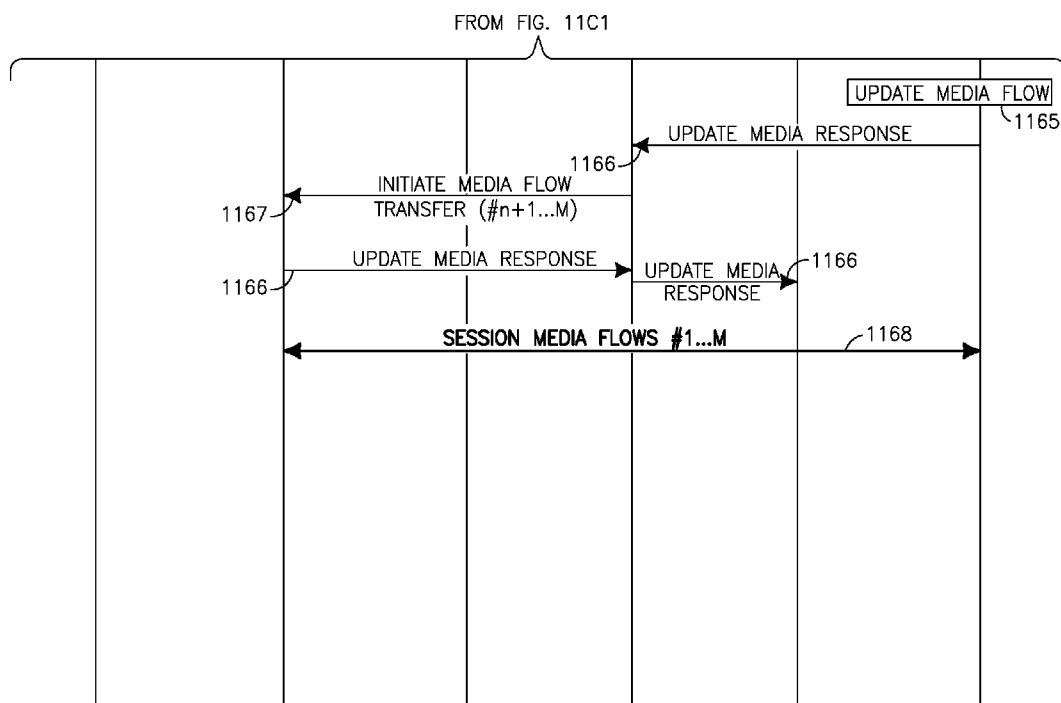 FROM FIG. 11C1
UPDATE MEDIA FLOW
1165
UPDATE MEDIA RESPONSE
1166
INITIATE MEDIA FLOW
TRANSFER (#n+1...M)
1167
UPDATE MEDIA RESPONSE
1166
UPDATE MEDIA
RESPONSE
1166
SESSION MEDIA FLOWS #1...M
1168